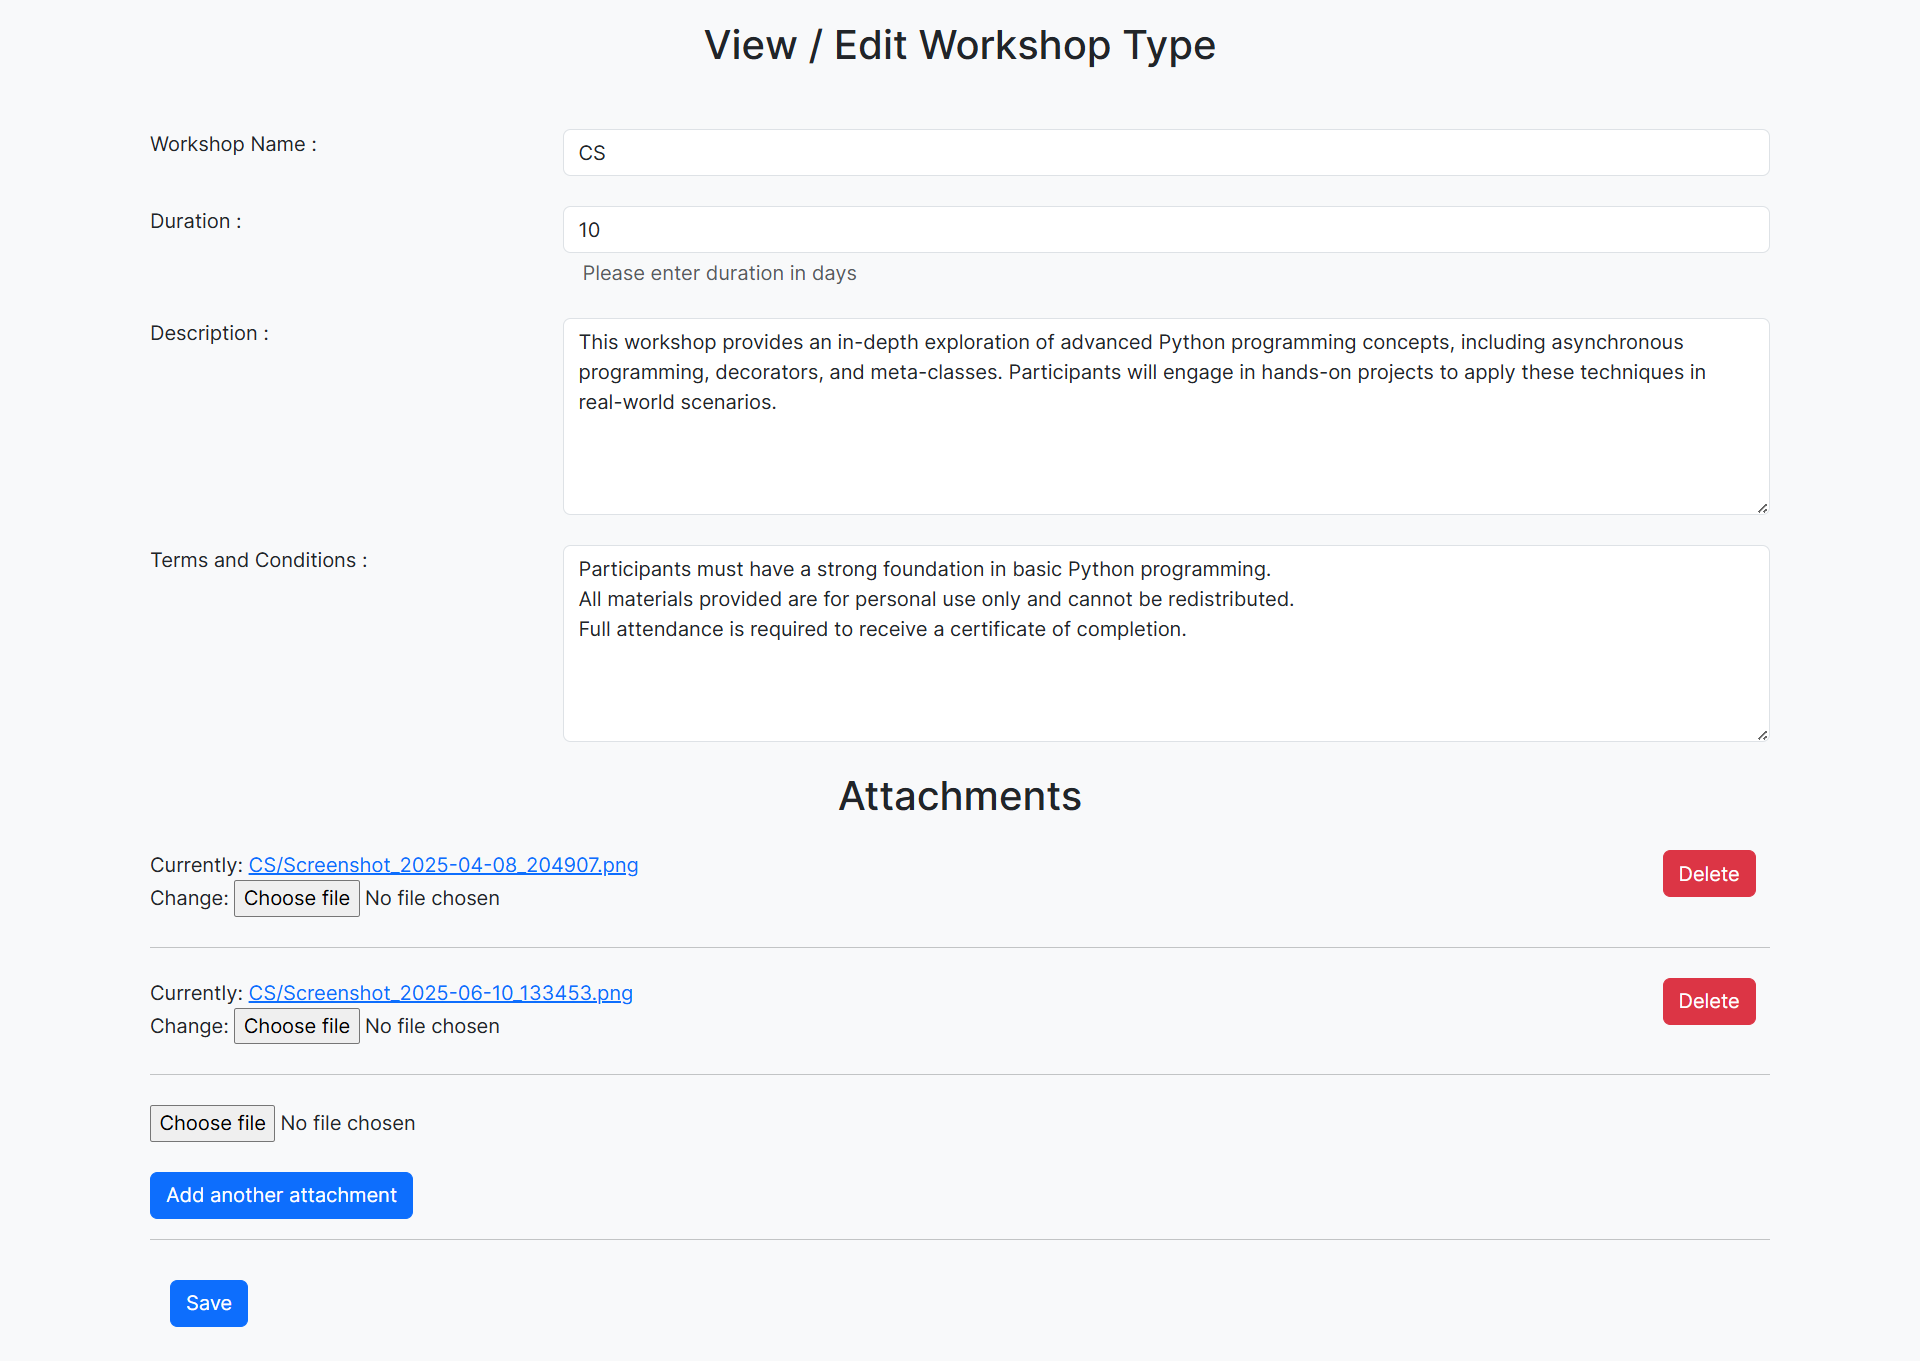 View / Edit Workshop Type
Workshop Name :
CS
Duration :
10
Please enter duration in days
Description :
This workshop provides an in-depth exploration of advanced Python programming concepts, including asynchronous
programming, decorators, and meta-classes. Participants will engage in hands-on projects to apply these techniques in
real-world scenarios.
Terms and Conditions :
Participants must have a strong foundation in basic Python programming.
All materials provided are for personal use only and cannot be redistributed.
Full attendance is required to receive a certificate of completion.
Attachments
Currently: CS/Screenshot_2025-04-08_204907.png
Delete
Change: Choose file No file chosen
Currently: CS/Screenshot_2025-06-10_133453.png
Delete
Change: Choose file No file chosen
Choose file No file chosen
Add another attachment
Save